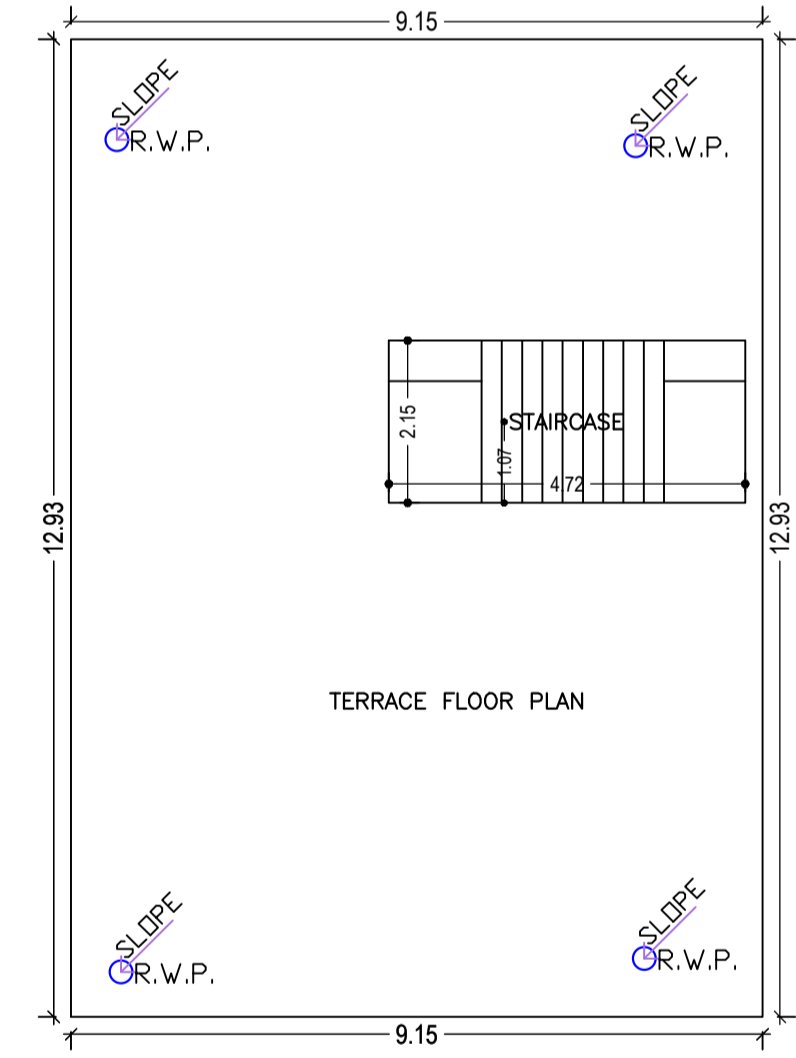 9.15
SLOPE
R.W.P.
SLOPE
R.W.P.
2.15
STAIRCASE
1.07
4.72
12.93
12.93
TERRACE FLOOR PLAN
SLOPE
R.W.P.
SLOPE
R.W.P.
9.15